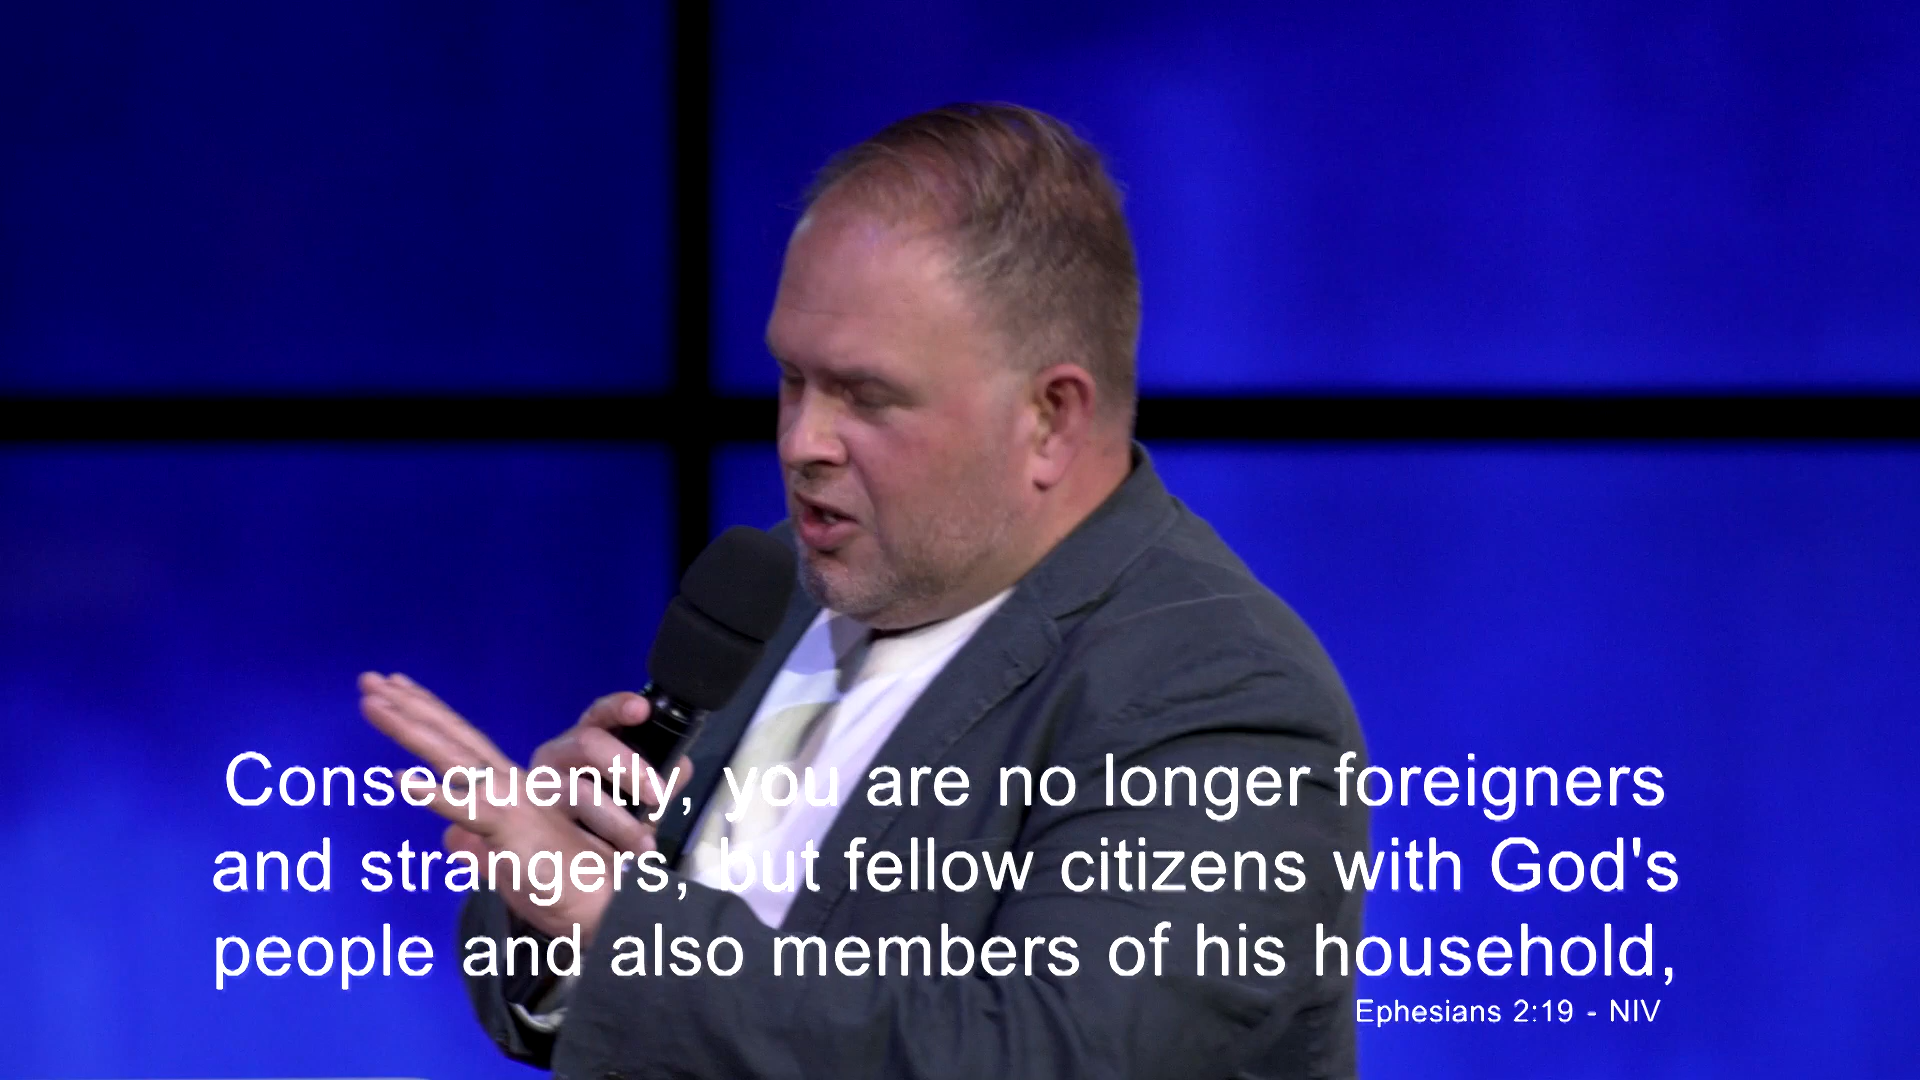 Consequently, you are no longer foreigners
and strangers, but fellow citizens with God's
people and also members of his household,
Ephesians 2:19 - NIV